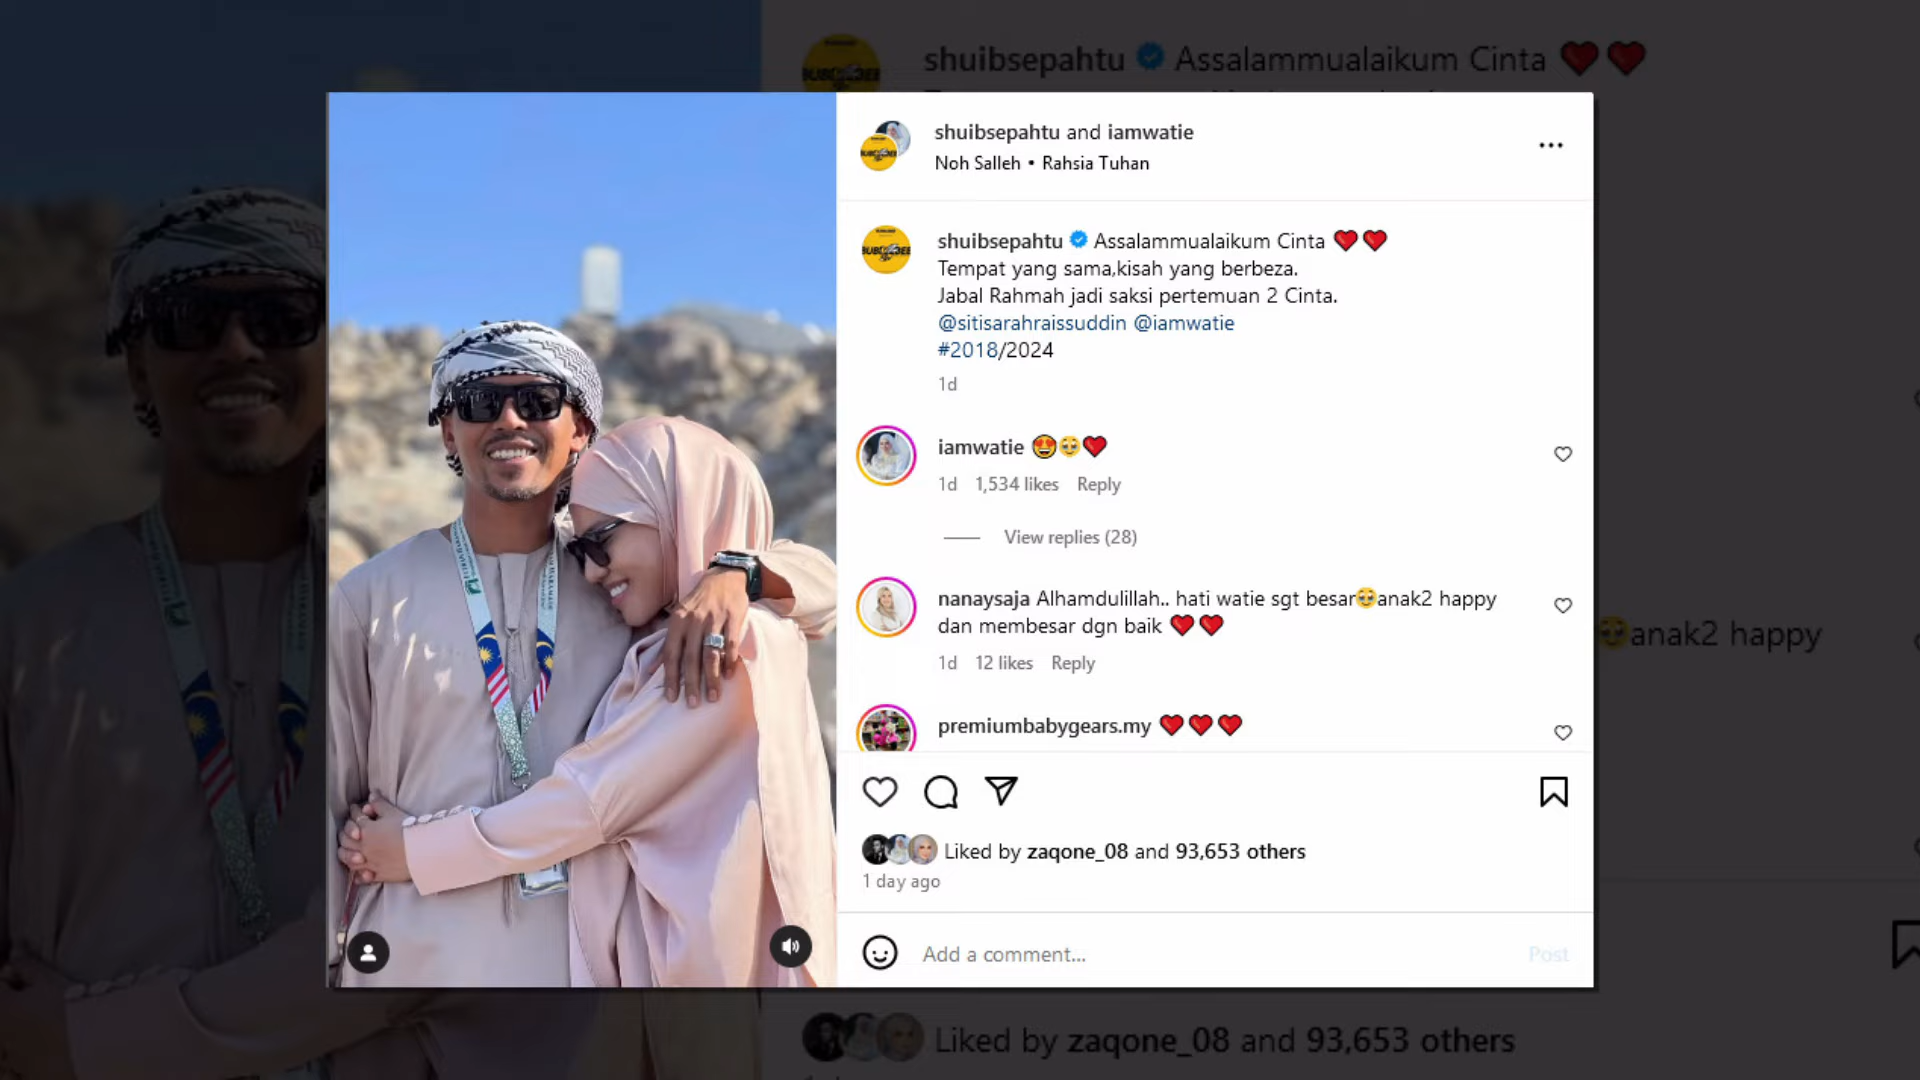 shuibsepahtu Assalammualaikum Cinta ❤️❤️
shuibsepahtu and iamwatie
Noh Salleh • Rahsia Tuhan
shuibsepahtu Assalammualaikum Cinta ❤️❤️
Tempat yang sama,kisah yang berbeza.
Jabal Rahmah jadi saksi pertemuan 2 Cinta.
@sitisarahraissuddin @iamwatie
#2018/2024
1d
iamwatie 😍🥹❤️
1d 1,534 likes Reply
View replies (28)
nanaysaja Alhamdulillah.. hati watie sgt besar🥹anak2 happy
dan membesar dgn baik ❤️❤️
1d 12 likes Reply
anak2 happy
premiumbabygears.my ❤️❤️❤️
Liked by zaqone_08 and 93,653 others
1 day ago
Add a comment...
Post
Liked by zaqone_08 and 93,653 others